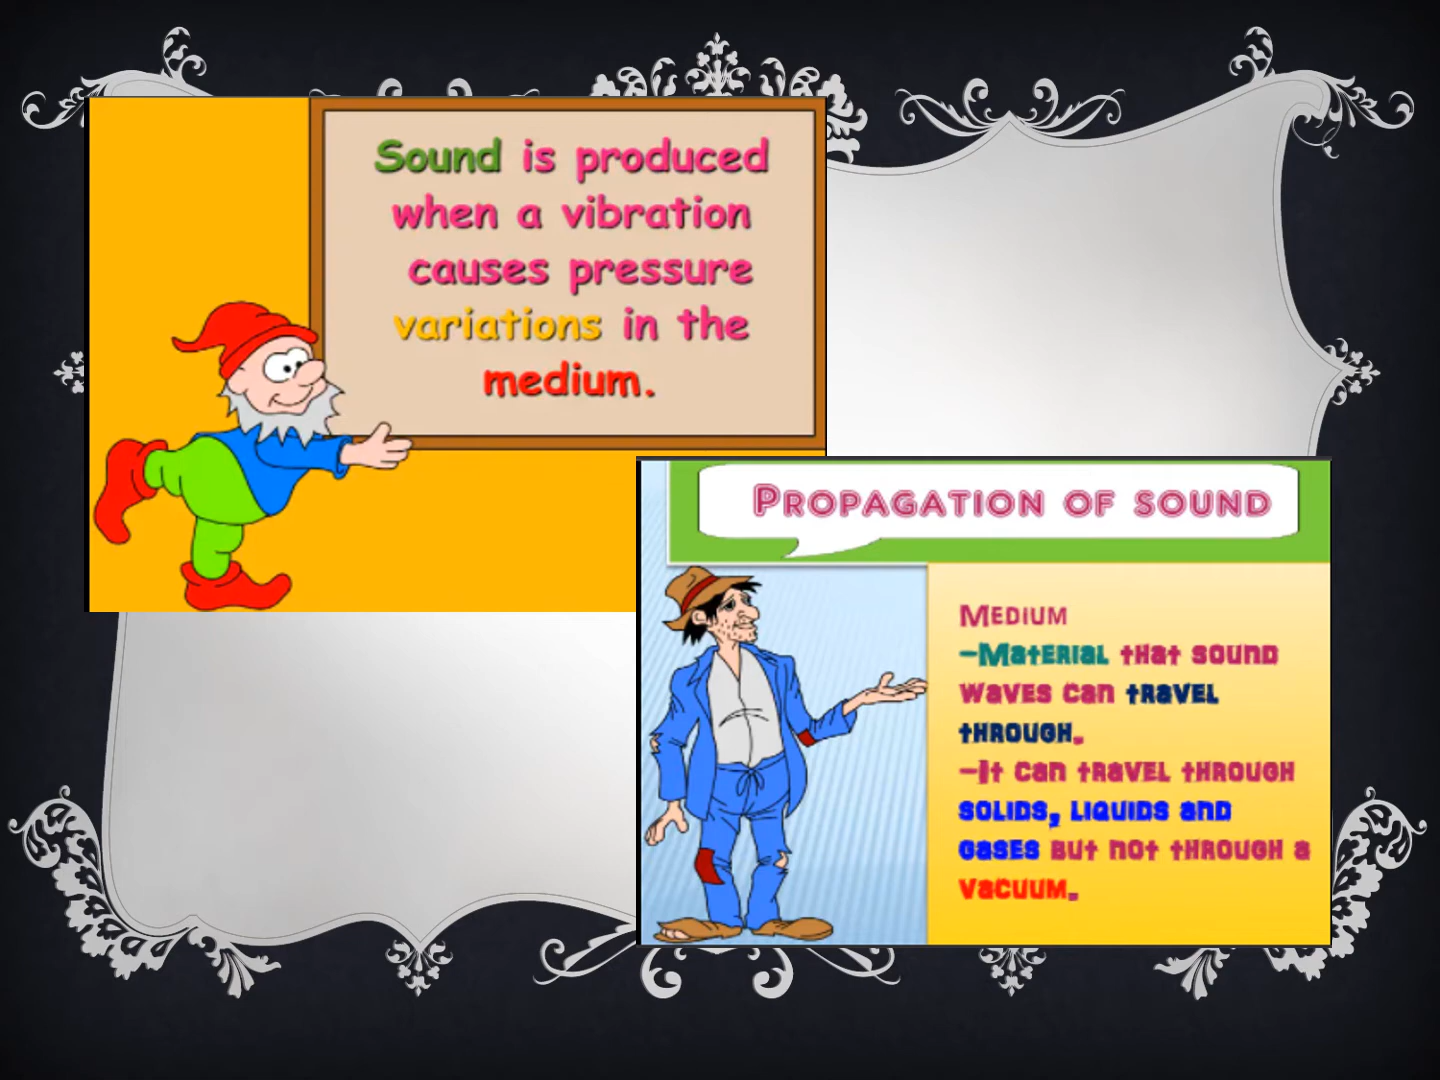 Sound is produced
when a vibration
causes pressure
variations in the
medium.
Propagation of sound
Medium
-Material that sound
waves can travel
through.
-It can travel through
solids, liquids and
gases but not through a
vacuum.